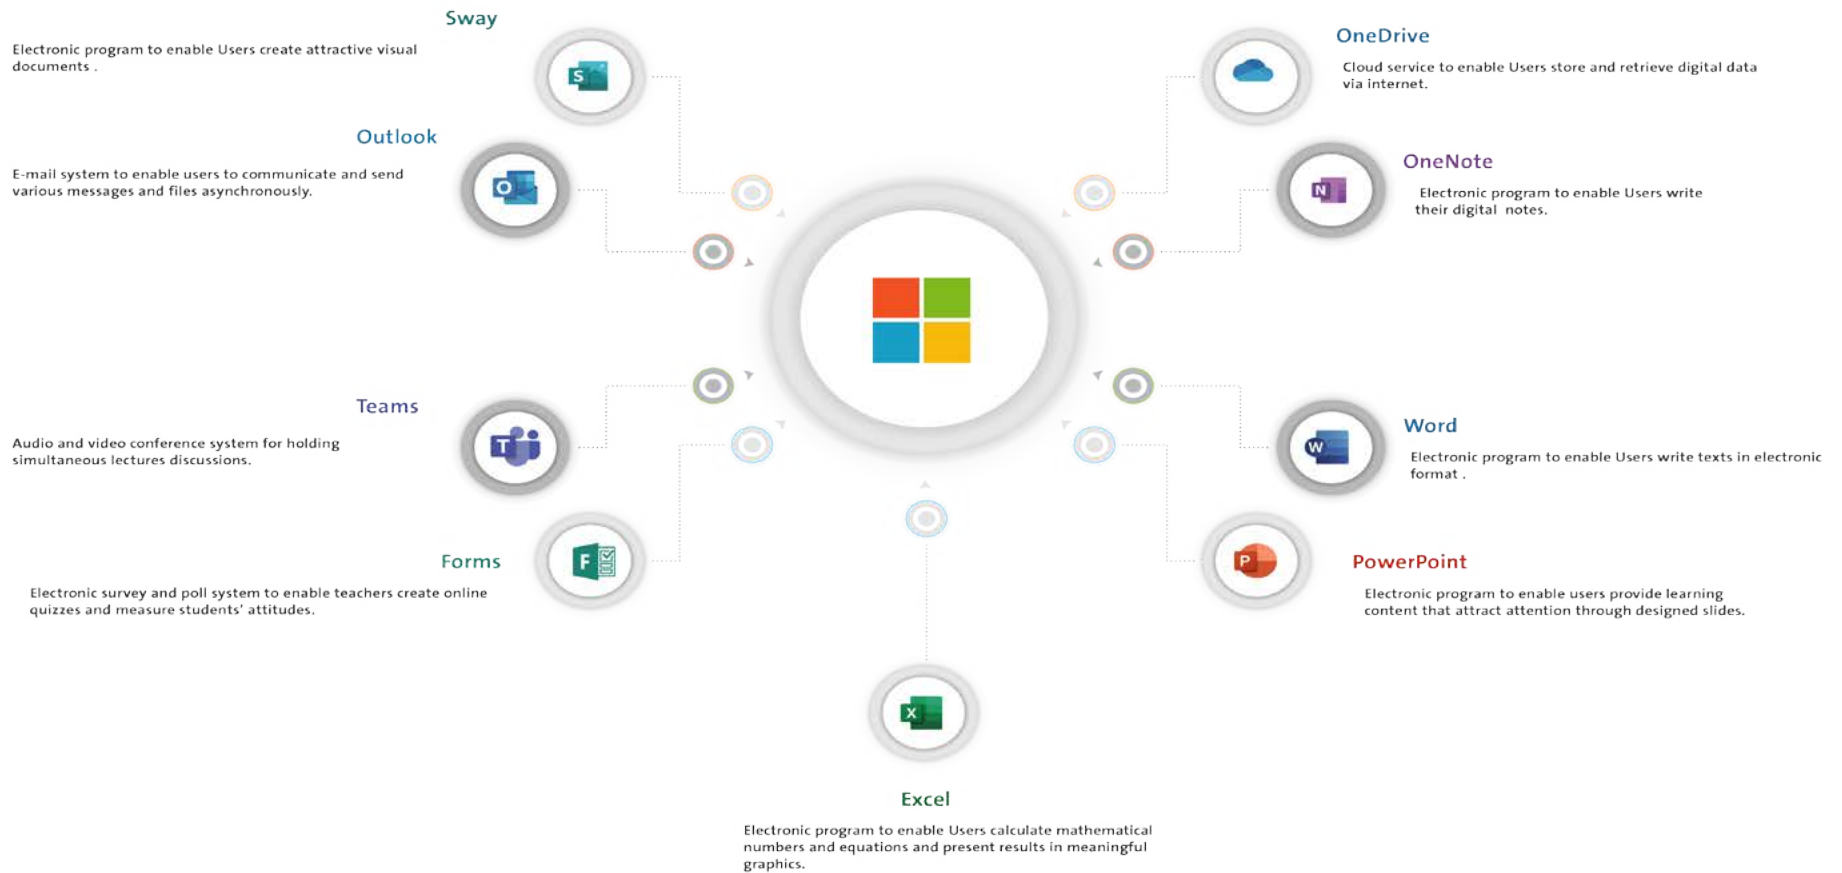 Sway
Electronic program to enable Users create attractive visual
documents .
S
Outlook
E-mail system to enable users to communicate and send
various messages and files asynchronously.
O
Teams
Audio and video conference system for holding
simultaneous lectures discussions.
T
Forms
Electronic survey and poll system to enable teachers create online
quizzes and measure students' attitudes.
F
OneDrive
Cloud service to enable Users store and retrieve digital data
via internet.
OneNote
Electronic program to enable Users write
their digital notes.
N
Word
Electronic program to enable Users write texts in electronic
format .
W
PowerPoint
Electronic program to enable users provide learning
content that attract attention through designed slides.
P
X
Excel
Electronic program to enable Users calculate mathematical
numbers and equations and present results in meaningful
graphics.